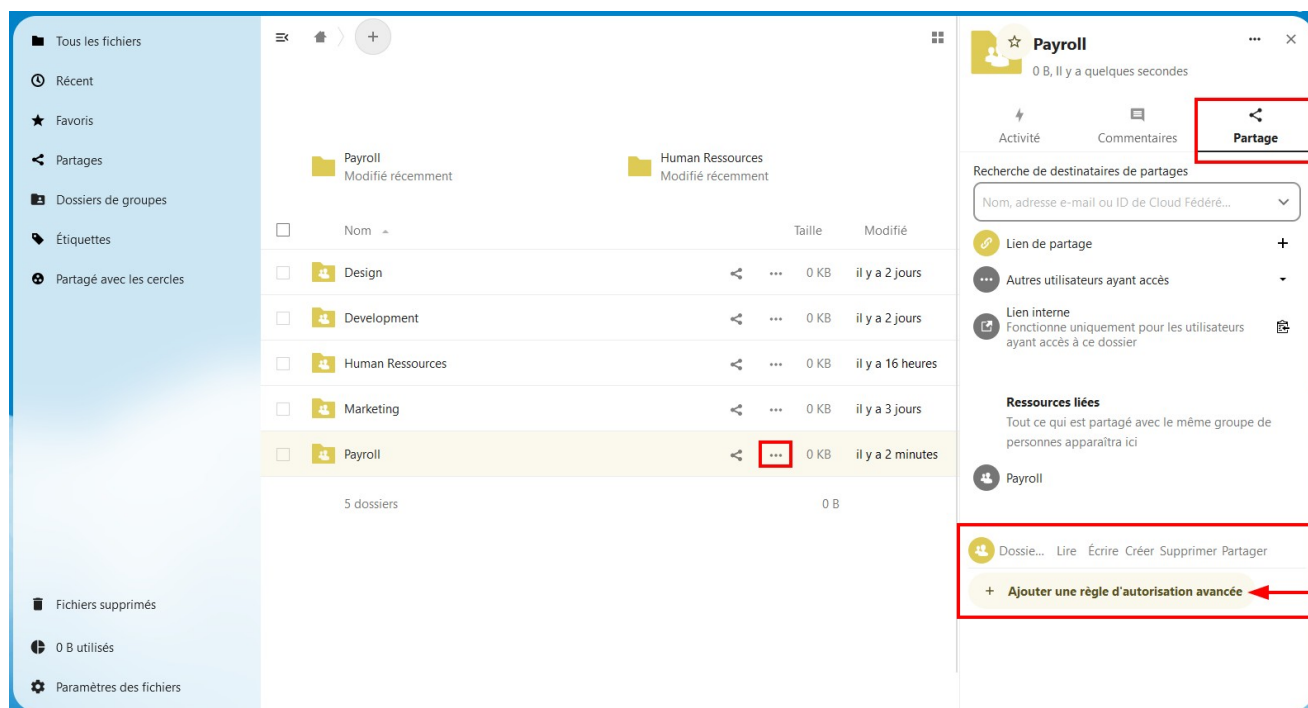 Tous les fichiers
Récent
Favoris
Partages
Dossiers de groupes
Étiquettes
Partagé avec les cercles
Fichiers supprimés
0 B utilisés
Paramètres des fichiers
Payroll
Modifié récemment
Human Ressources
Modifié récemment
Nom Taille Modifié
Design 0 KB il y a 2 jours
Development 0 KB il y a 2 jours
Human Ressources 0 KB il y a 16 heures
Marketing 0 KB il y a 3 jours
Payroll 0 KB il y a 2 minutes
5 dossiers 0 B
Payroll
0 B, Il y a quelques secondes
Activité Commentaires Partage
Recherche de destinataires de partages
Nom, adresse e-mail ou ID de Cloud Fédéré...
Lien de partage
Autres utilisateurs ayant accès
Lien interne
Fonctionne uniquement pour les utilisateurs
ayant accès à ce dossier
Ressources liées
Tout ce qui est partagé avec le même groupe de
personnes apparaîtra ici
Payroll
Dossie... Lire Écrire Créer Supprimer Partager
+ Ajouter une règle d'autorisation avancée